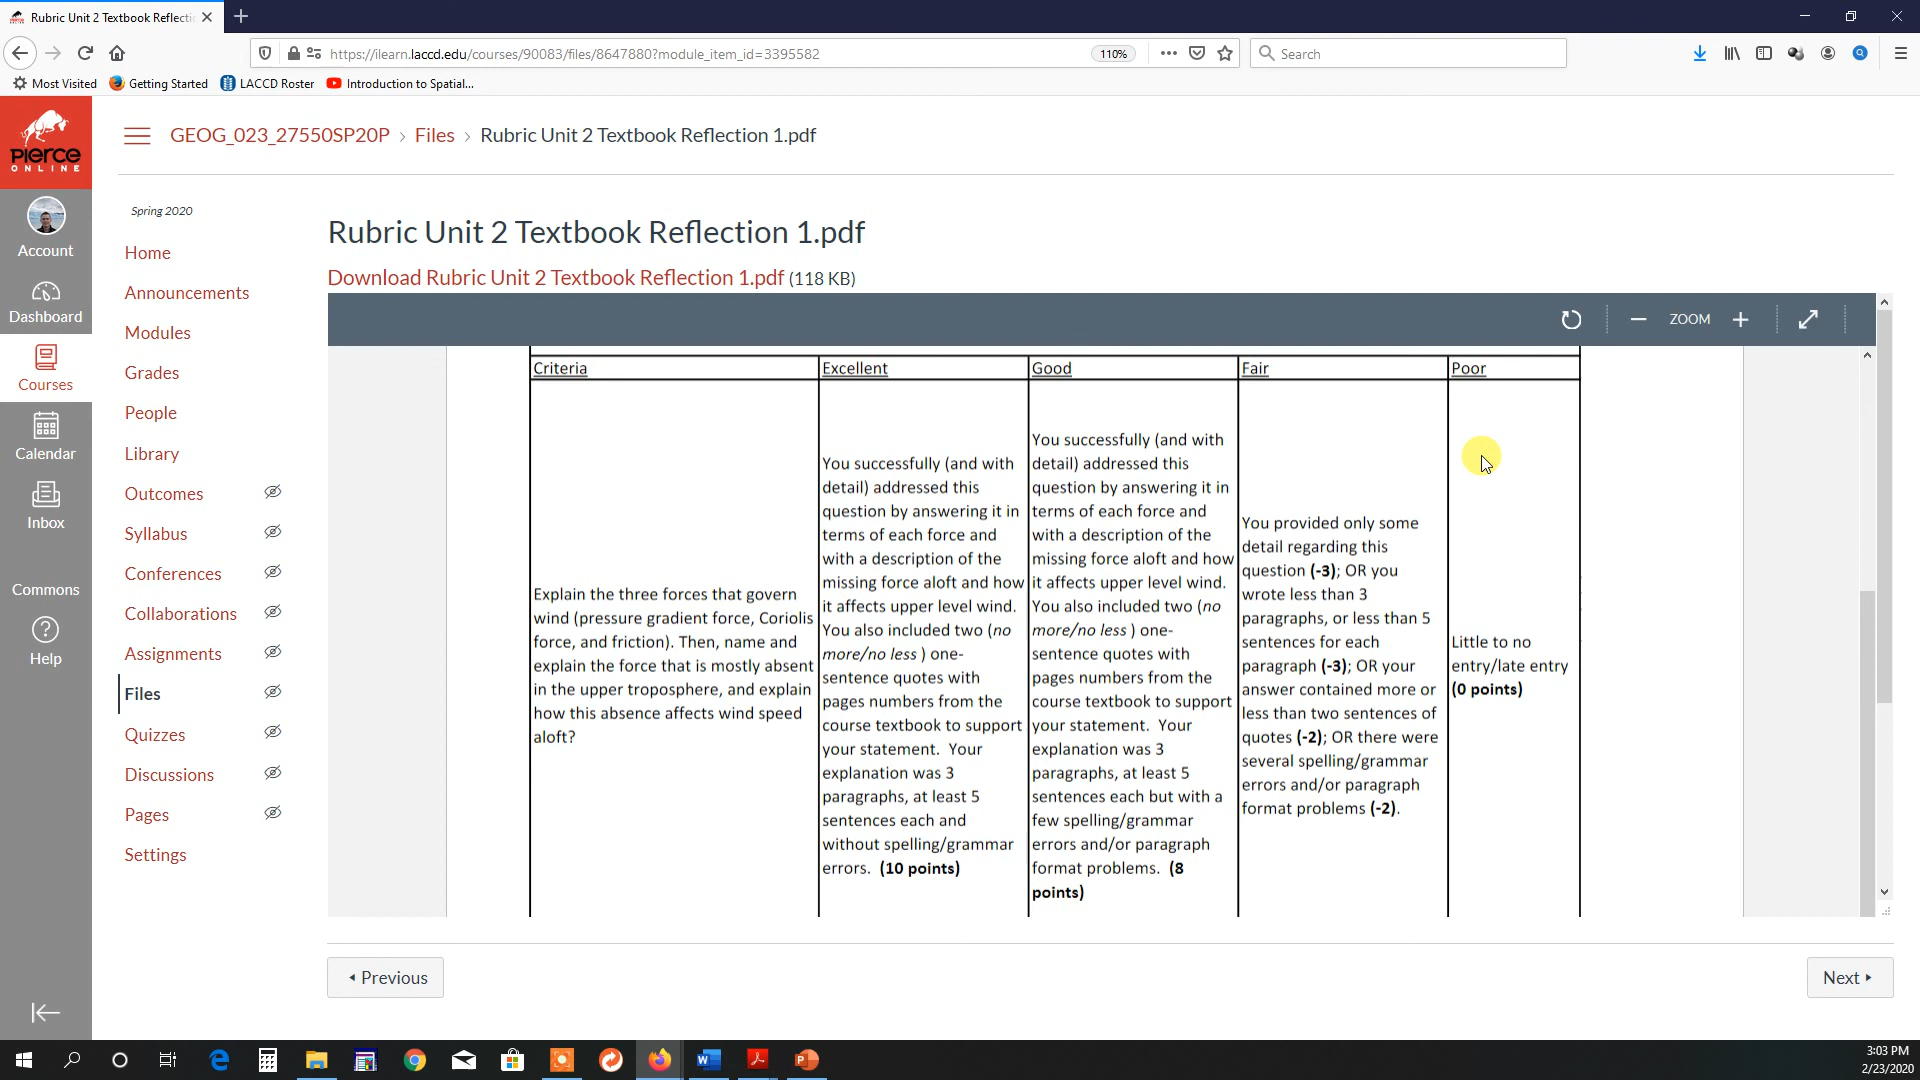 Rubric Unit 2 Textbook Reflecti
https://ilearn.laccd.edu/courses/90083/files/8647880?module_item_id=3395582
110%
Search
Most Visited
Getting Started
LACCD Roster
Introduction to Spatial...
PIERCE
ONLINE
GEOG_023_27550SP20P › Files › Rubric Unit 2 Textbook Reflection 1.pdf
Account
Dashboard
Courses
Calendar
Inbox
Commons
Help
Spring 2020
Home
Announcements
Modules
Grades
People
Library
Outcomes
Syllabus
Conferences
Collaborations
Assignments
Files
Quizzes
Discussions
Pages
Settings
Rubric Unit 2 Textbook Reflection 1.pdf
Download Rubric Unit 2 Textbook Reflection 1.pdf (118 KB)
ZOOM
Criteria
Excellent
Good
Fair
Poor
Explain the three forces that govern
wind (pressure gradient force, Coriolis
force, and friction). Then, name and
explain the force that is mostly absent
in the upper troposphere, and explain
how this absence affects wind speed
aloft?
You successfully (and with
detail) addressed this
question by answering it in
terms of each force and
with a description of the
missing force aloft and how
it affects upper level wind.
You also included two (no
more/no less ) one-
sentence quotes with
pages numbers from the
course textbook to support
your statement. Your
explanation was 3
paragraphs, at least 5
sentences each and
without spelling/grammar
errors. (10 points)
You successfully (and with
detail) addressed this
question by answering it in
terms of each force and
with a description of the
missing force aloft and how
it affects upper level wind.
You also included two (no
more/no less ) one-
sentence quotes with
pages numbers from the
course textbook to support
your statement. Your
explanation was 3
paragraphs, at least 5
sentences each but with a
few spelling/grammar
errors and/or paragraph
format problems. (8
points)
You provided only some
detail regarding this
question (-3); OR you
wrote less than 3
paragraphs, or less than 5
sentences for each
paragraph (-3); OR your
answer contained more or
less than two sentences of
quotes (-2); OR there were
several spelling/grammar
errors and/or paragraph
format problems (-2).
Little to no
entry/late entry
(0 points)
Previous
Next
3:03 PM
2/23/2020